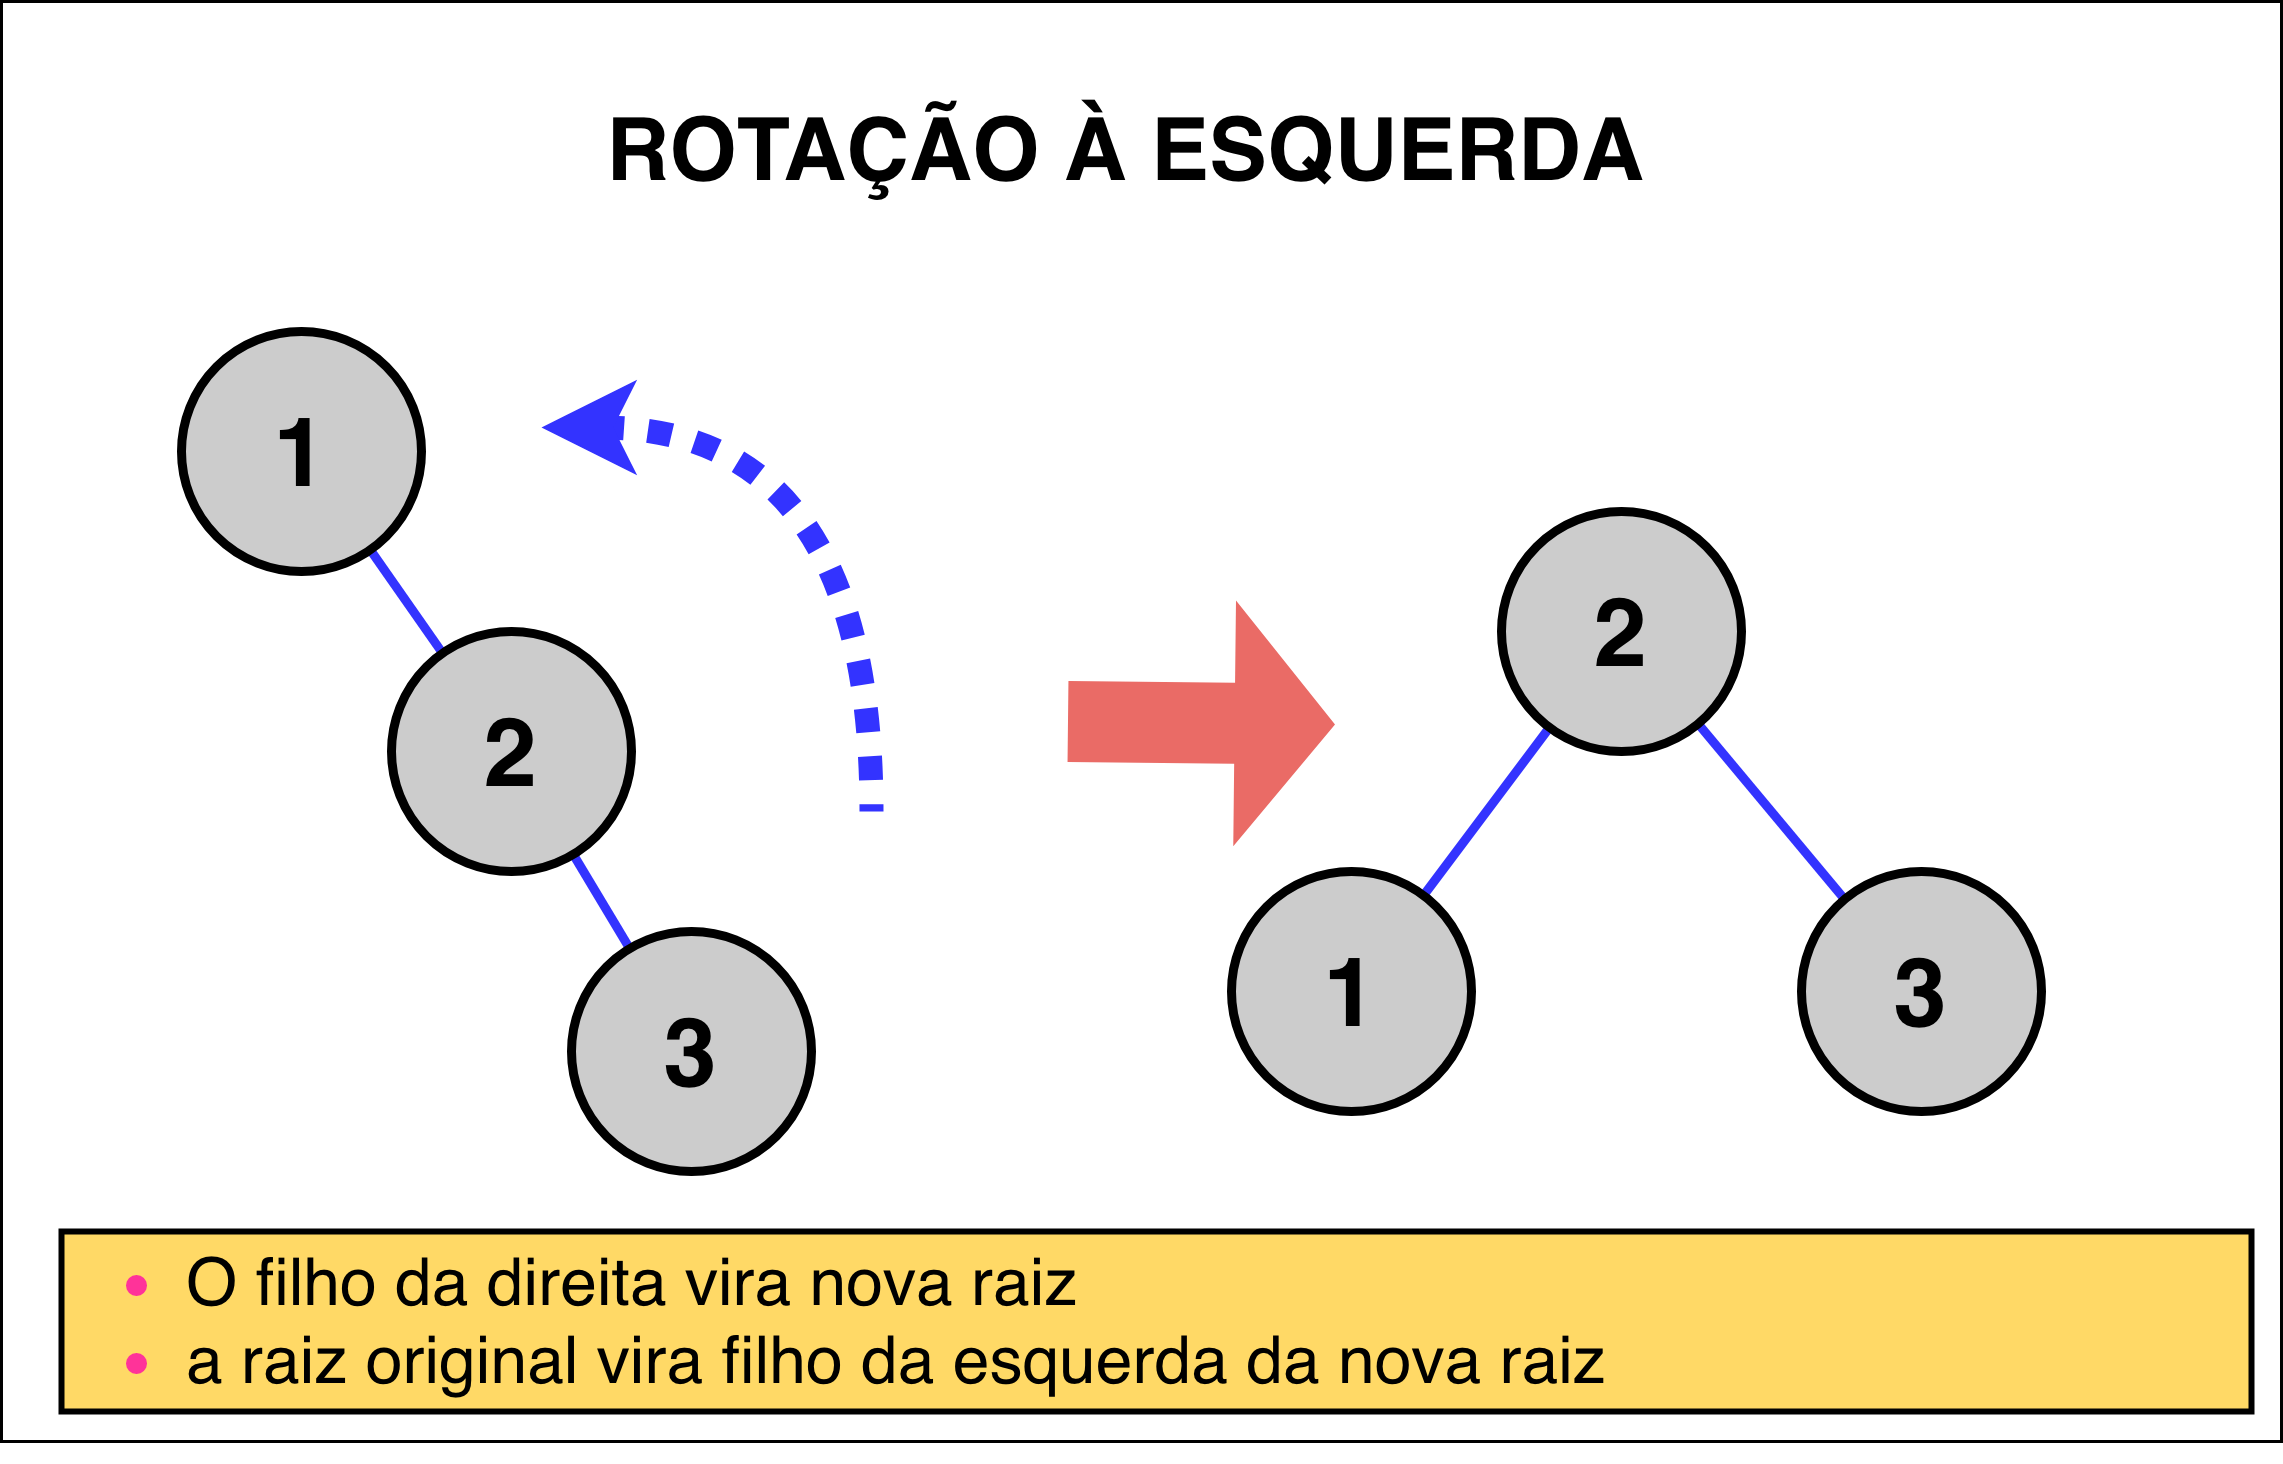 ROTAÇÃO À ESQUERDA
1
2
3
2
1
3
• O filho da direita vira nova raiz
• a raiz original vira filho da esquerda da nova raiz